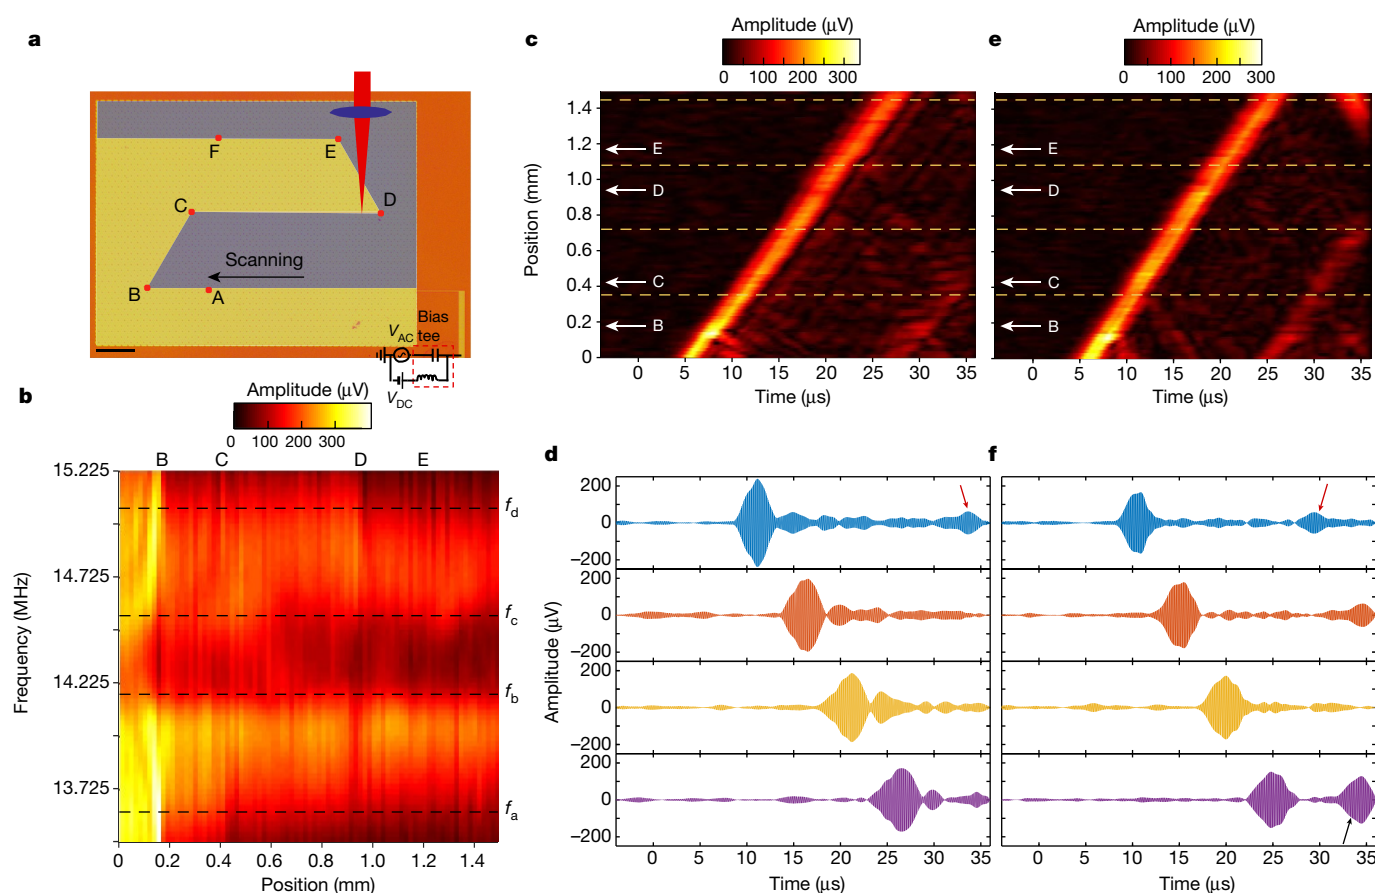 a
F
E
C
D
Scanning
B
A
Bias
tee
V_AC
V_DC
b
Amplitude (μV)
0 100 200 300
B C D E
15.225
14.725
14.225
13.725
f_d
f_c
f_b
f_a
Frequency (MHz)
0 0.2 0.4 0.6 0.8 1.0 1.2 1.4
Position (mm)
c
Amplitude (μV)
0 100 200 300
1.4
1.2
1.0
0.8
0.6
0.4
0.2
0
Position (mm)
E
D
C
B
0 5 10 15 20 25 30 35
Time (μs)
e
Amplitude (μV)
0 100 200 300
E
D
C
B
0 5 10 15 20 25 30 35
Time (μs)
d
200
0
−200
200
0
−200
200
0
−200
200
0
−200
Amplitude (μV)
0 5 10 15 20 25 30 35
Time (μs)
f
0 5 10 15 20 25 30 35
Time (μs)